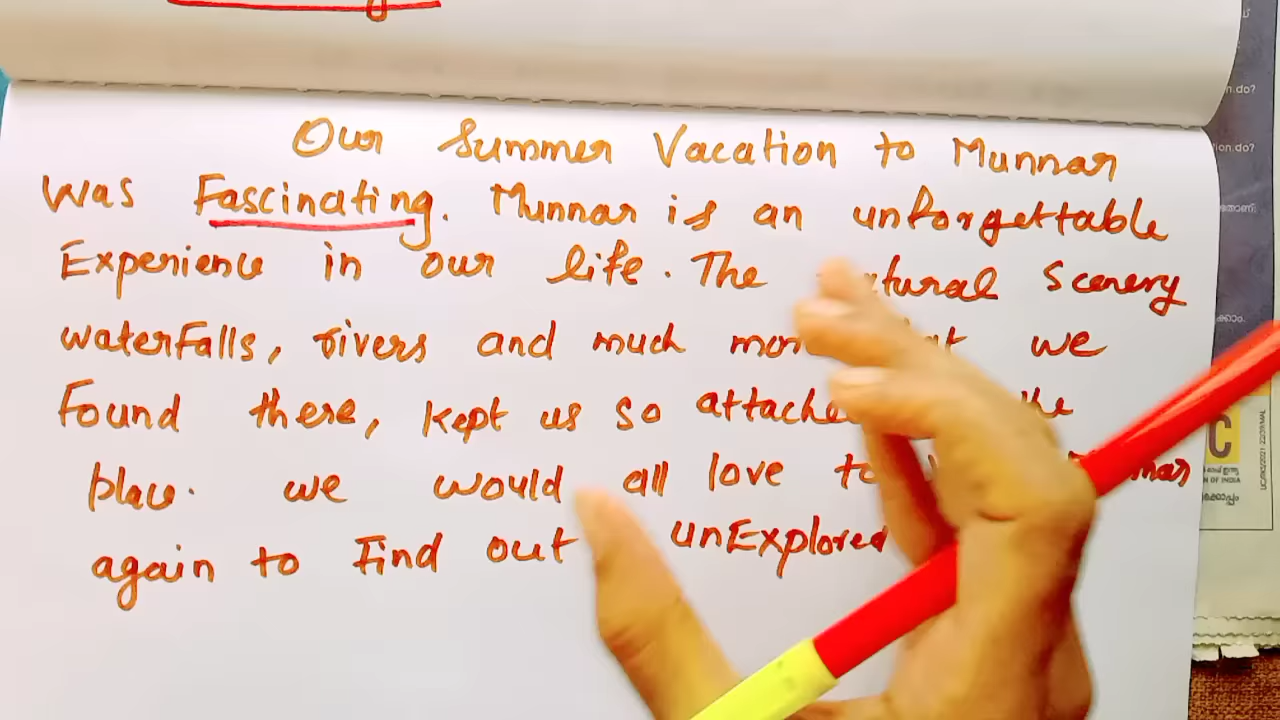 Our Summer Vacation to Munnar
was Fascinating. Munnar is an unforgettable
Experience in our life. The Scenery
waterFalls, rivers and much we
Found there, kept us so
place. we would all love to
again to Find out unExplored